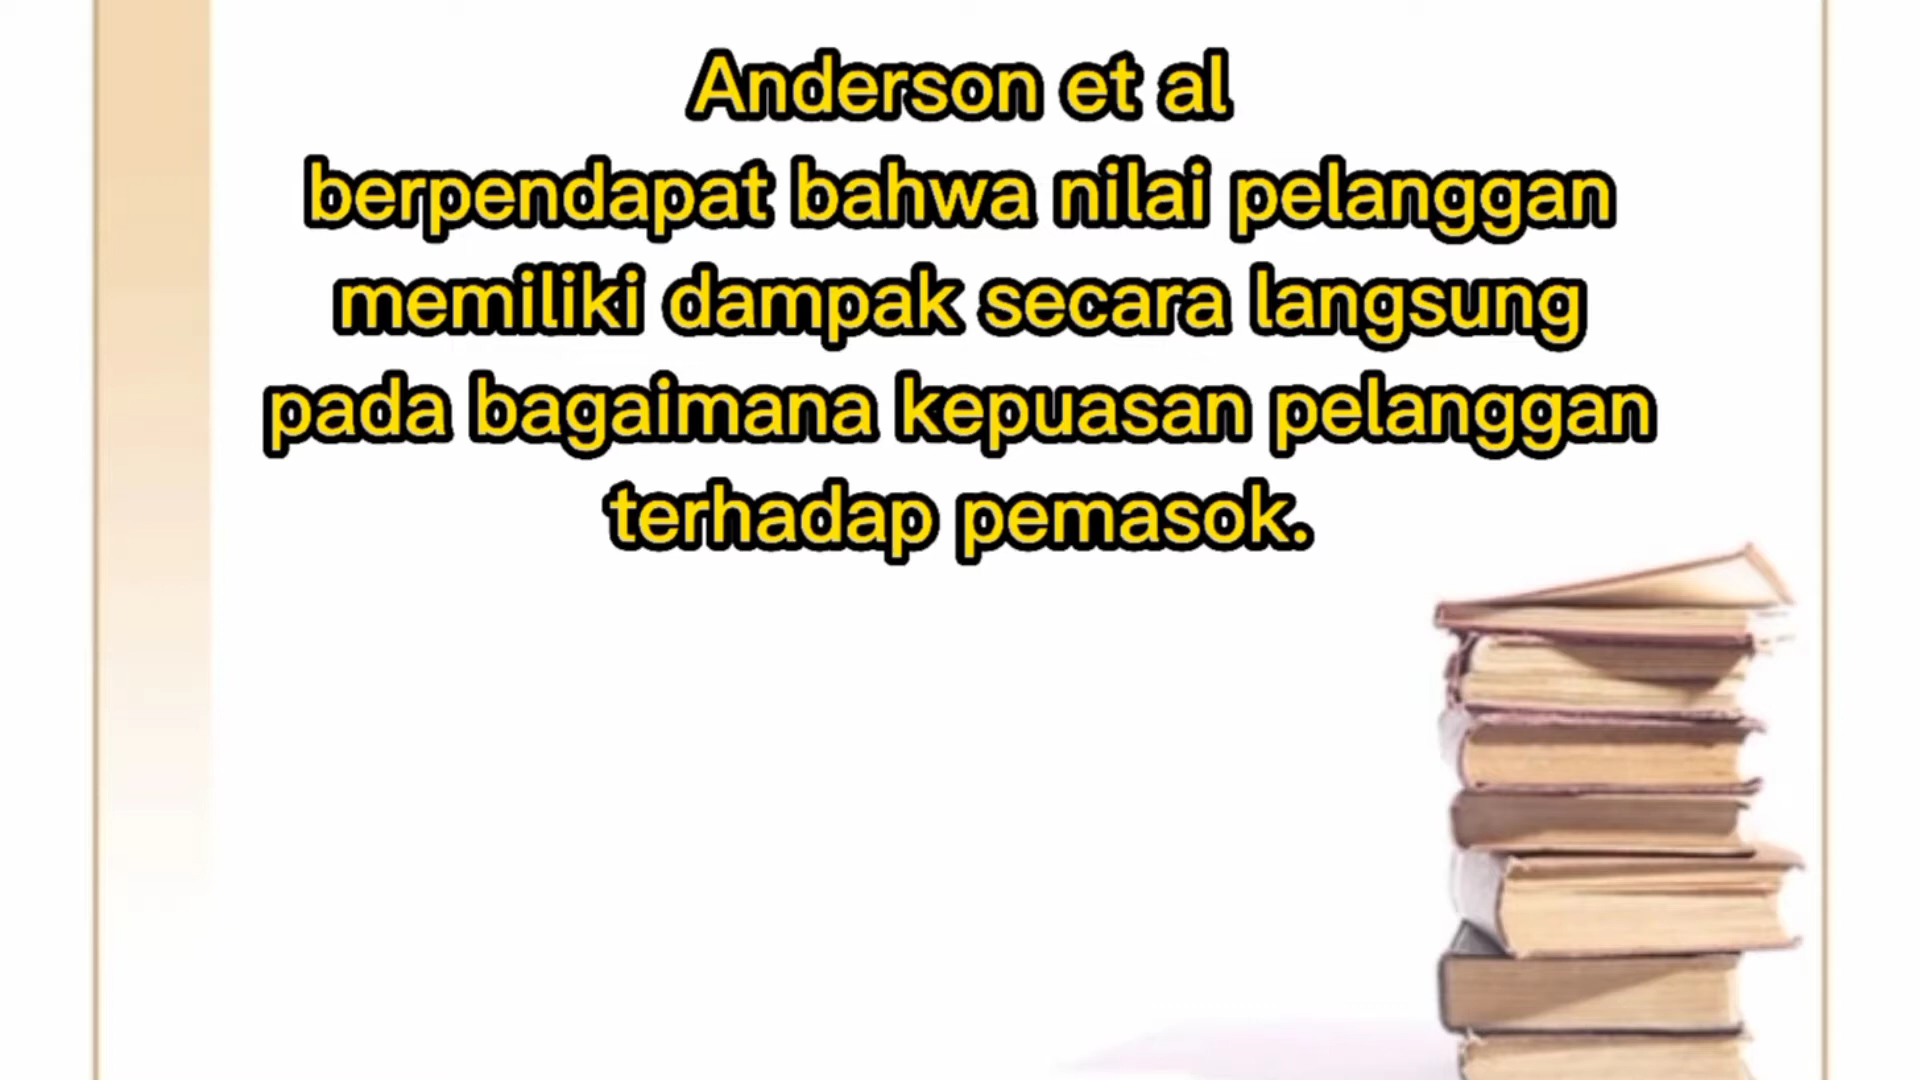 Anderson et al
berpendapat bahwa nilai pelanggan
memiliki dampak secara langsung
pada bagaimana kepuasan pelanggan
terhadap pemasok.